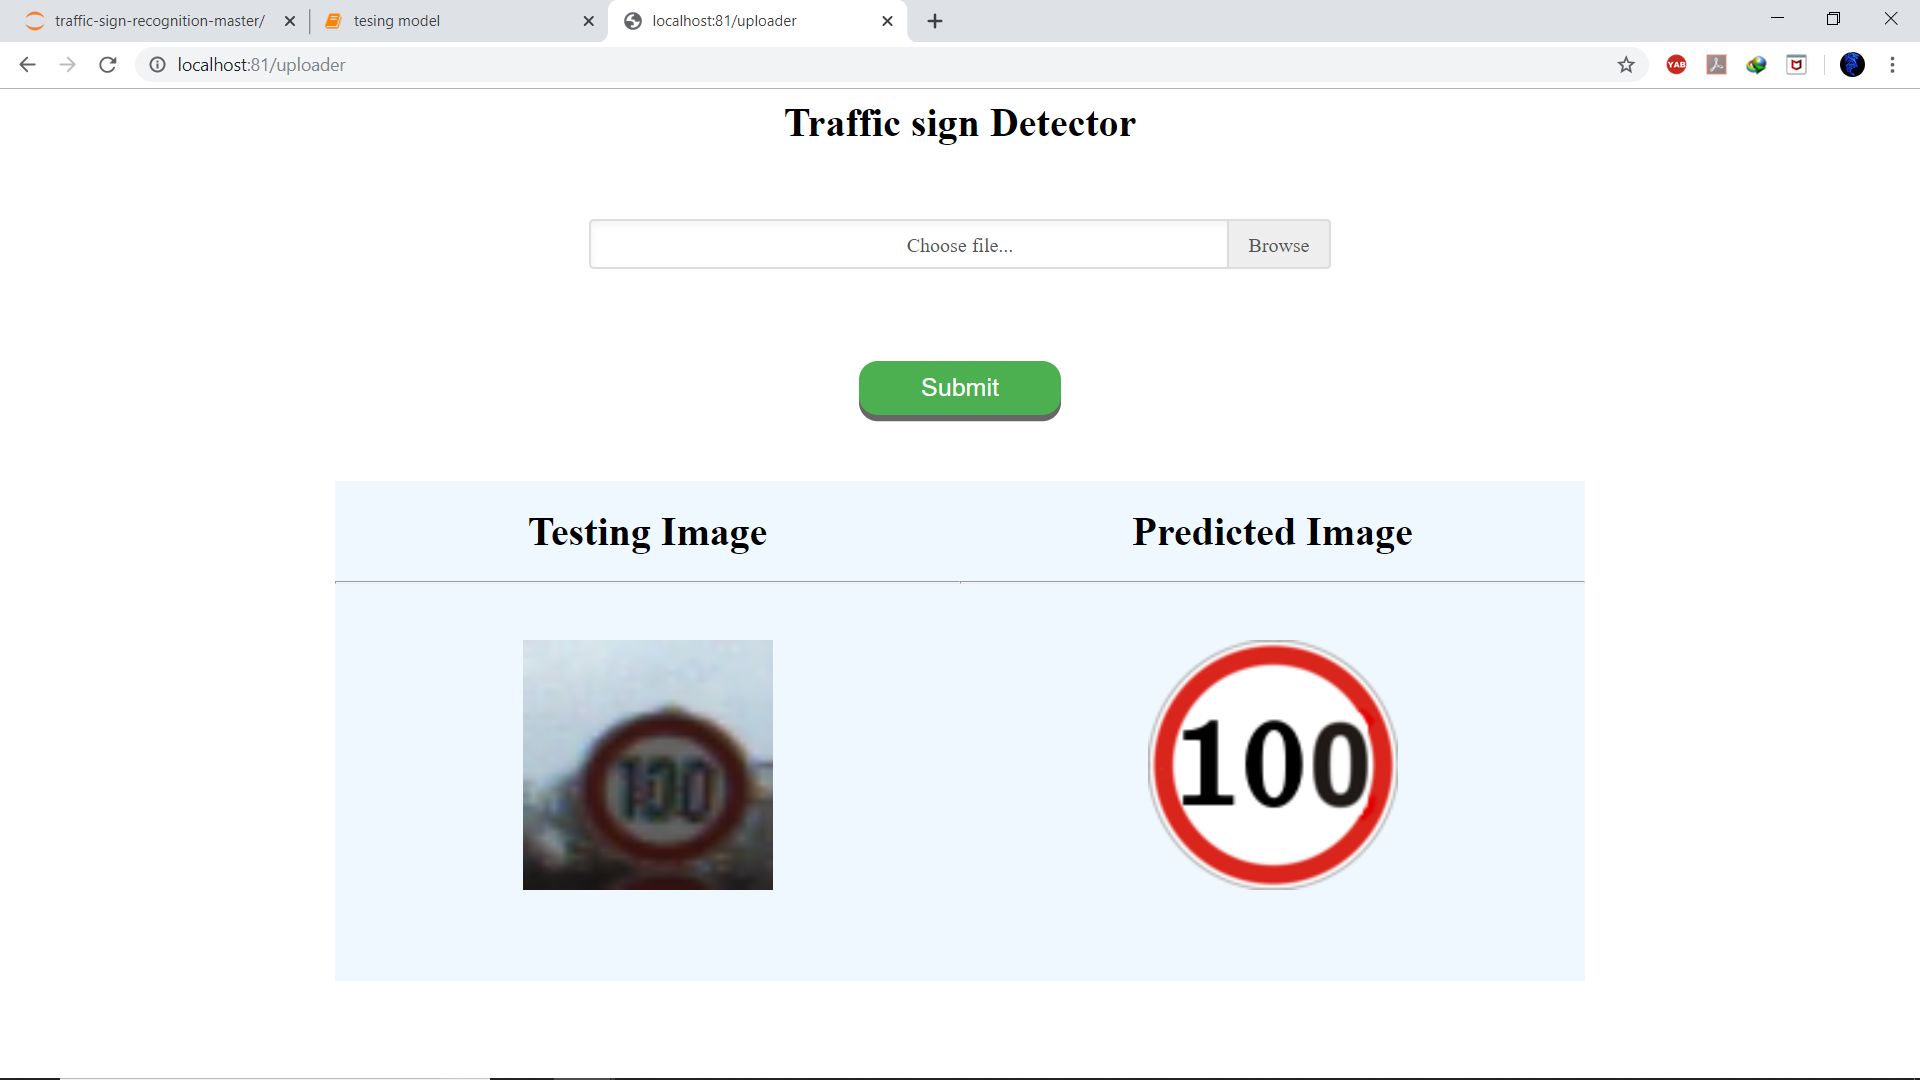 traffic-sign-recognition-master/
tesing model
localhost:81/uploader
localhost:81/uploader
YAB
Traffic sign Detector
Choose file...
Browse
Submit
Testing Image
Predicted Image
100
100